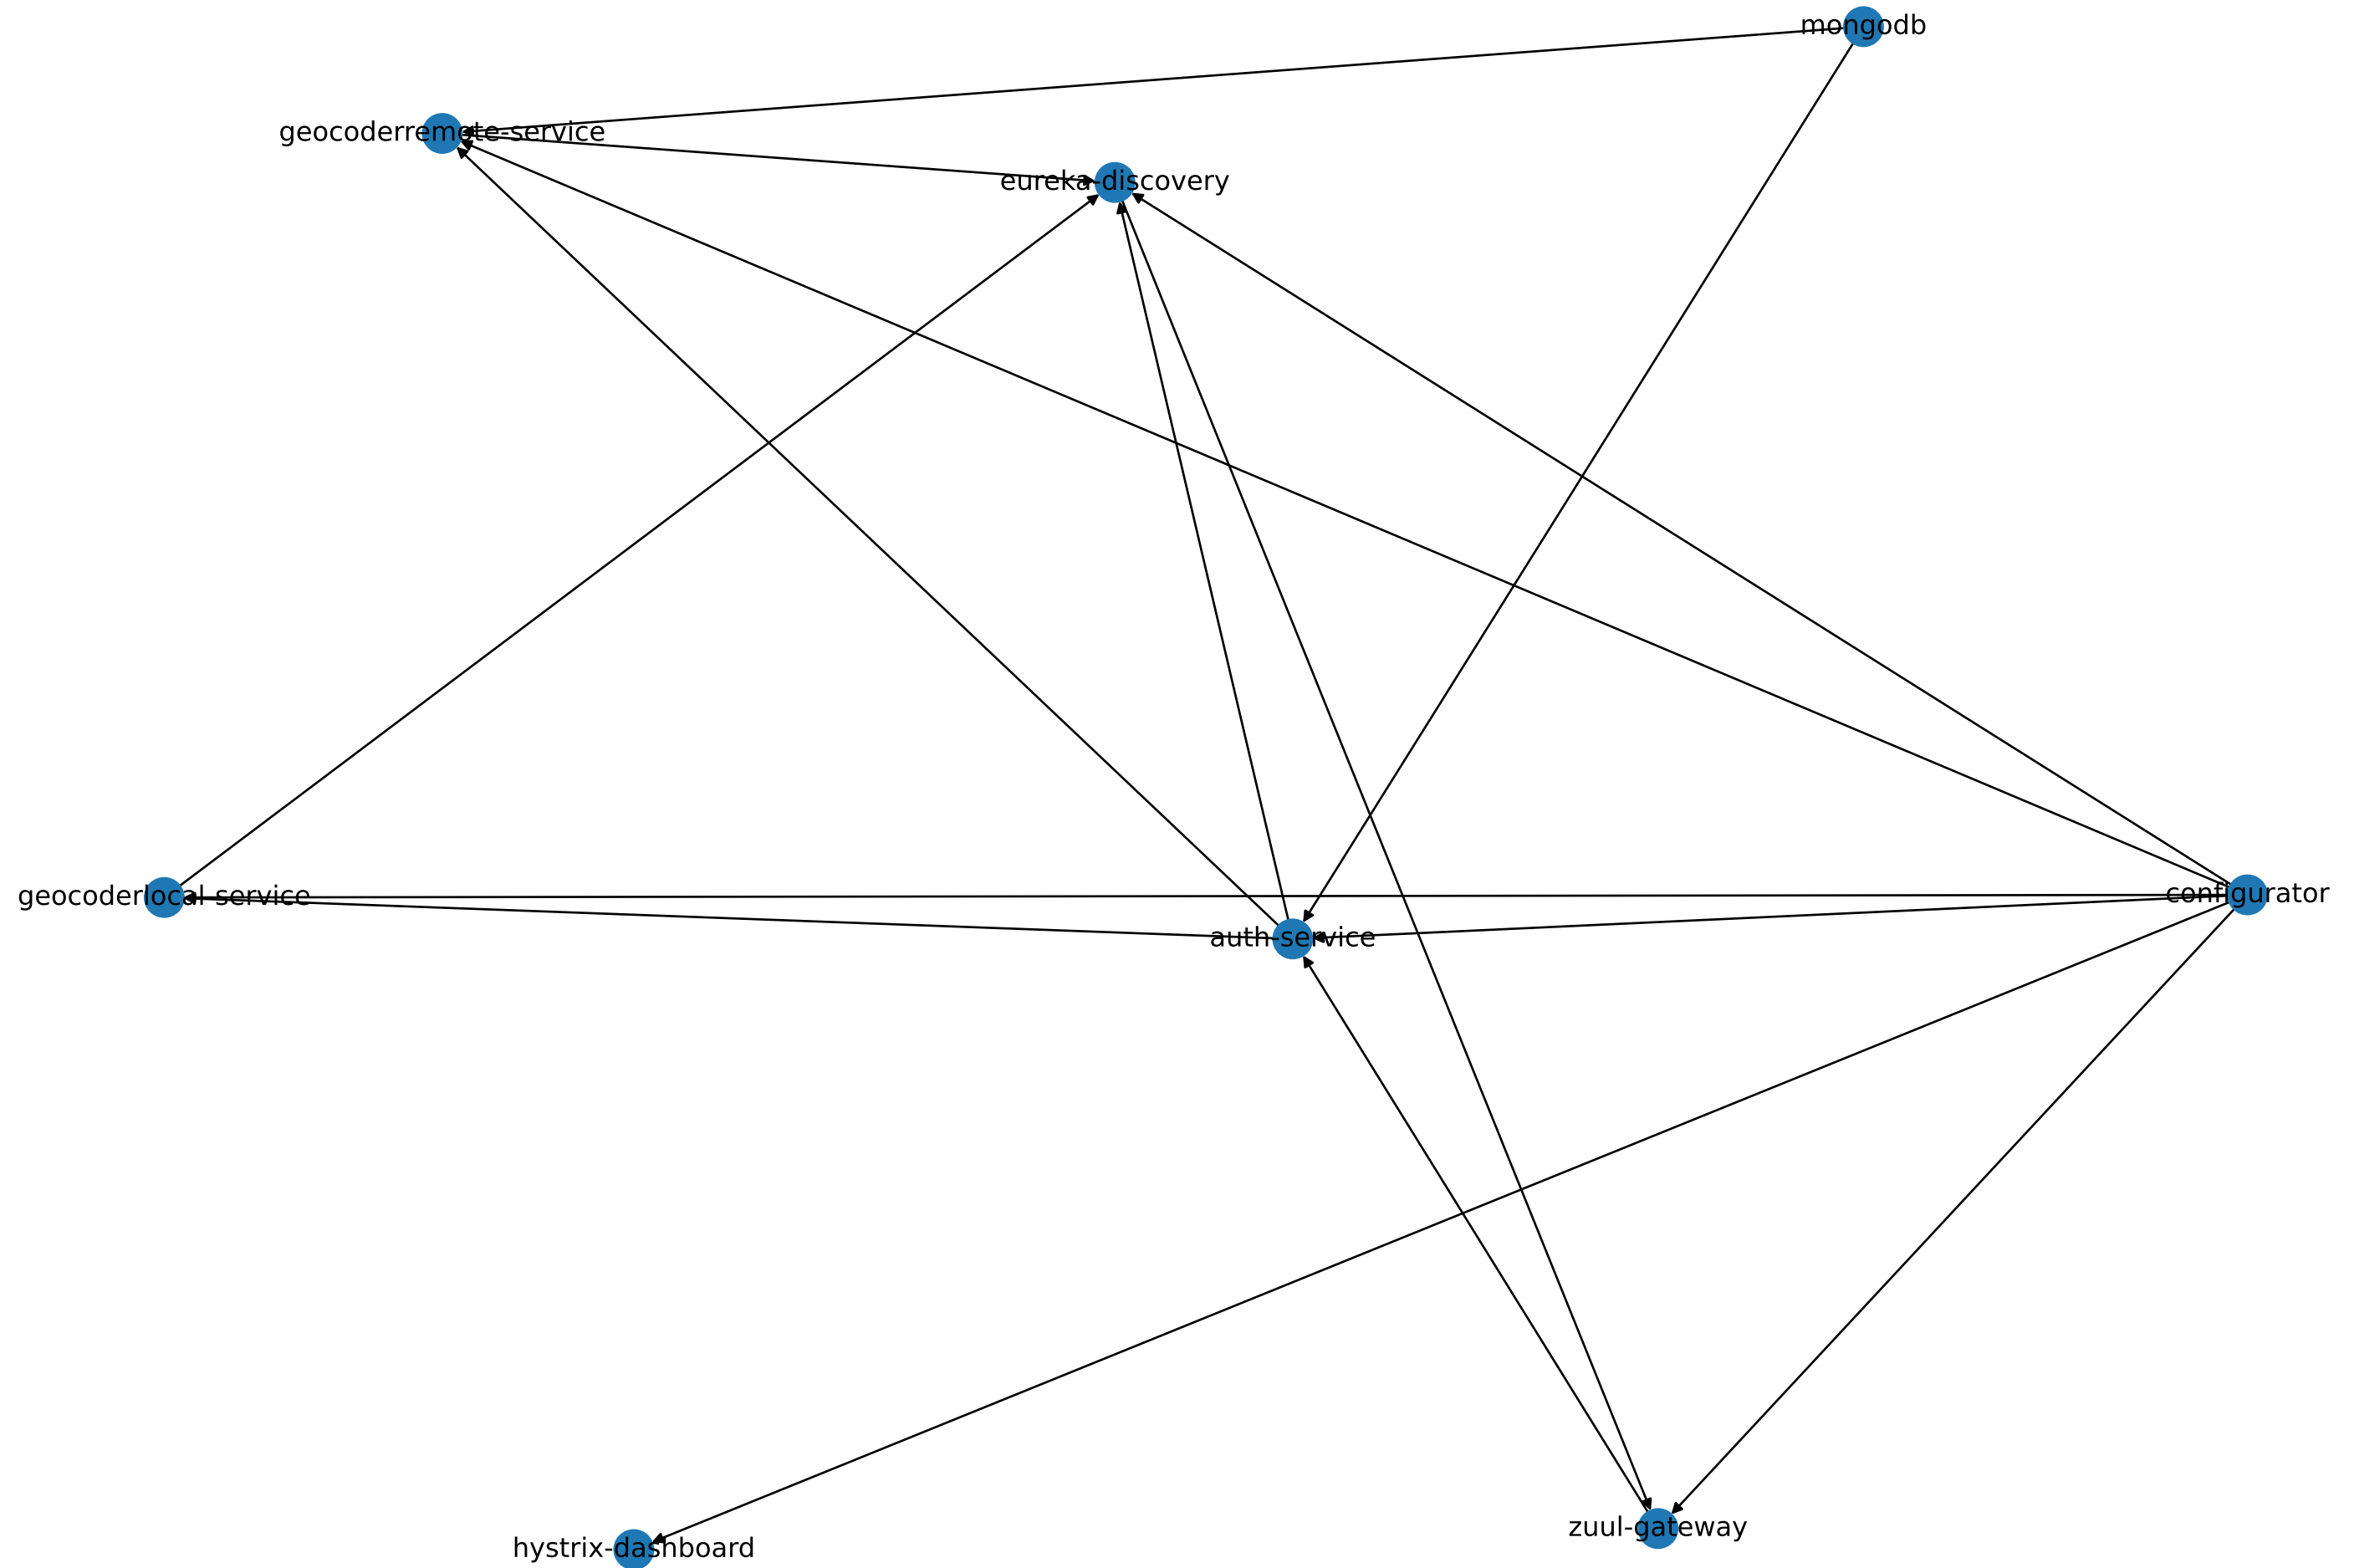 mongodb
geocoderremote-service
eureka-discovery
geocoderlocal-service
configurator
auth-service
zuul-gateway
hystrix-dashboard